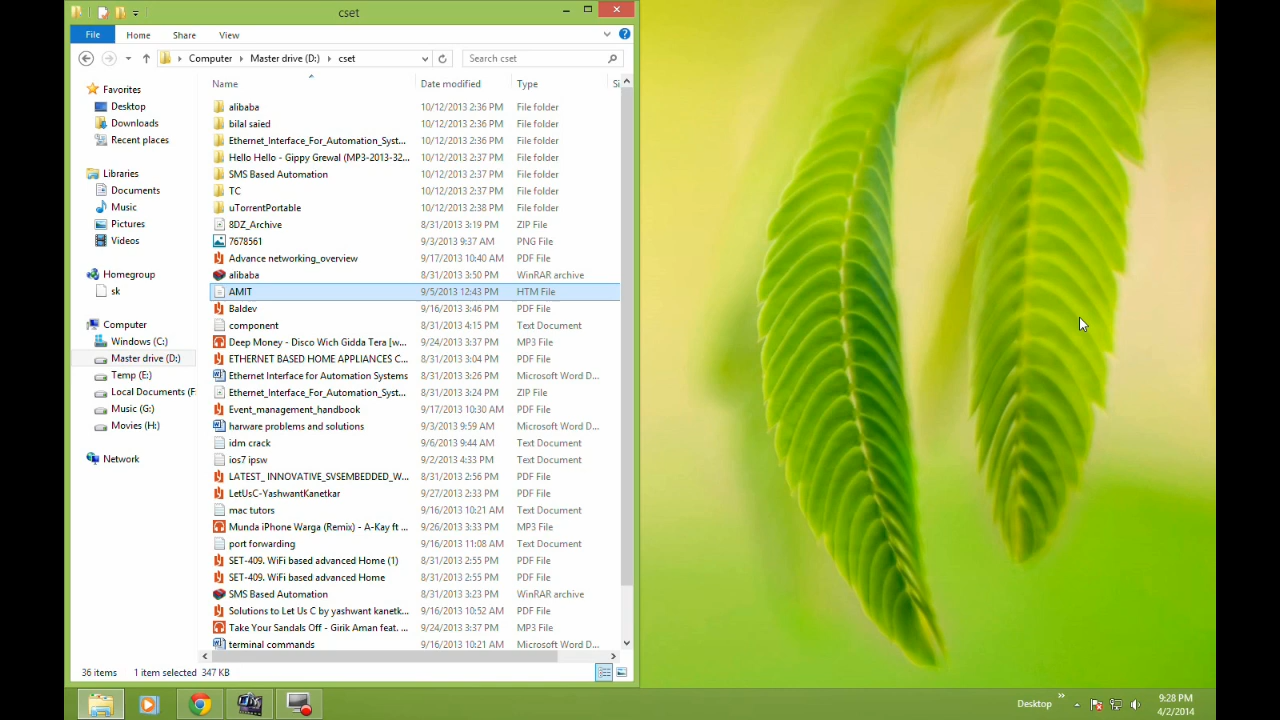 cset
File Home Share View
Computer Master drive (D:) cset Search cset
Name Date modified Type Si
Favorites
Desktop
Downloads
Recent places
Libraries
Documents
Music
Pictures
Videos
Homegroup
sk
Computer
Windows (C:)
Master drive (D:)
Temp (E:)
Local Documents (F
Music (G:)
Movies (H:)
Network
alibaba 10/12/2013 2:36 PM File folder
bilal saied 10/12/2013 2:36 PM File folder
Ethernet_Interface_For_Automation_Syst... 10/12/2013 2:36 PM File folder
Hello Hello - Gippy Grewal (MP3-2013-32... 10/12/2013 2:37 PM File folder
SMS Based Automation 10/12/2013 2:37 PM File folder
TC 10/12/2013 2:37 PM File folder
uTorrentPortable 10/12/2013 2:38 PM File folder
8DZ_Archive 8/31/2013 3:19 PM ZIP File
7678561 9/3/2013 9:37 AM PNG File
Advance networking_overview 9/17/2013 10:40 AM PDF File
alibaba 8/31/2013 3:50 PM WinRAR archive
AMIT 9/5/2013 12:43 PM HTM File
Baldev 9/16/2013 3:46 PM PDF File
component 8/31/2013 4:15 PM Text Document
Deep Money - Disco Wich Gidda Tera [w... 9/24/2013 3:37 PM MP3 File
ETHERNET BASED HOME APPLIANCES C... 8/31/2013 3:04 PM PDF File
Ethernet Interface for Automation Systems 8/31/2013 3:26 PM Microsoft Word D...
Ethernet_Interface_For_Automation_Syst... 8/31/2013 3:24 PM ZIP File
Event_management_handbook 9/17/2013 10:30 AM PDF File
harware problems and solutions 9/3/2013 9:59 AM Microsoft Word D...
idm crack 9/6/2013 9:44 AM Text Document
ios7 ipsw 9/2/2013 4:33 PM Text Document
LATEST_ INNOVATIVE_SVSEMBEDDED_W... 8/31/2013 2:56 PM PDF File
LetUsC-YashwantKanetkar 9/27/2013 2:33 PM PDF File
mac tutors 9/16/2013 10:21 AM Text Document
Munda iPhone Warga (Remix) - A-Kay ft ... 9/26/2013 3:33 PM MP3 File
port forwarding 9/16/2013 11:08 AM Text Document
SET-409. WiFi based advanced Home (1) 8/31/2013 2:55 PM PDF File
SET-409. WiFi based advanced Home 8/31/2013 2:55 PM PDF File
SMS Based Automation 8/31/2013 3:23 PM WinRAR archive
Solutions to Let Us C by yashwant kanetk... 9/16/2013 10:52 AM PDF File
Take Your Sandals Off - Girik Aman feat. ... 9/24/2013 3:37 PM MP3 File
terminal commands 9/16/2013 10:21 AM Microsoft Word D...
36 items 1 item selected 347 KB
Desktop
9:28 PM
4/2/2014